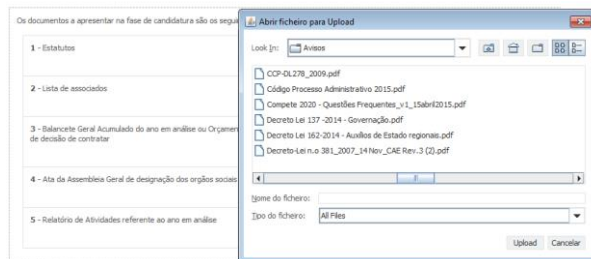 Os documentos a apresentar na fase de candidatura são os
1 - Estatutos
2 - Lista de associados
3 - Balancete Geral Acumulado do ano em análise ou
de decisão de contratar
4 - Ata da Assembleia Geral de designação dos orgãos sociais
5 - Relatório de Atividades referente ao ano em análise
Abrir ficheiro para Upload
Look In: Avisos
CCP-DL278_2009.pdf
Código Processo Administrativo 2015.pdf
Compete 2020 - Questões Frequentes_v1_15abril2015.pdf
Decreto Lei 137 -2014 - Governação.pdf
Decreto Lei 162-2014 - Auxílios de Estado regionais.pdf
Decreto-Lei n.o 381_2007_14 Nov_CAE Rev.3 (2).pdf
Nome do ficheiro:
Tipo do ficheiro: All Files
Upload Cancelar